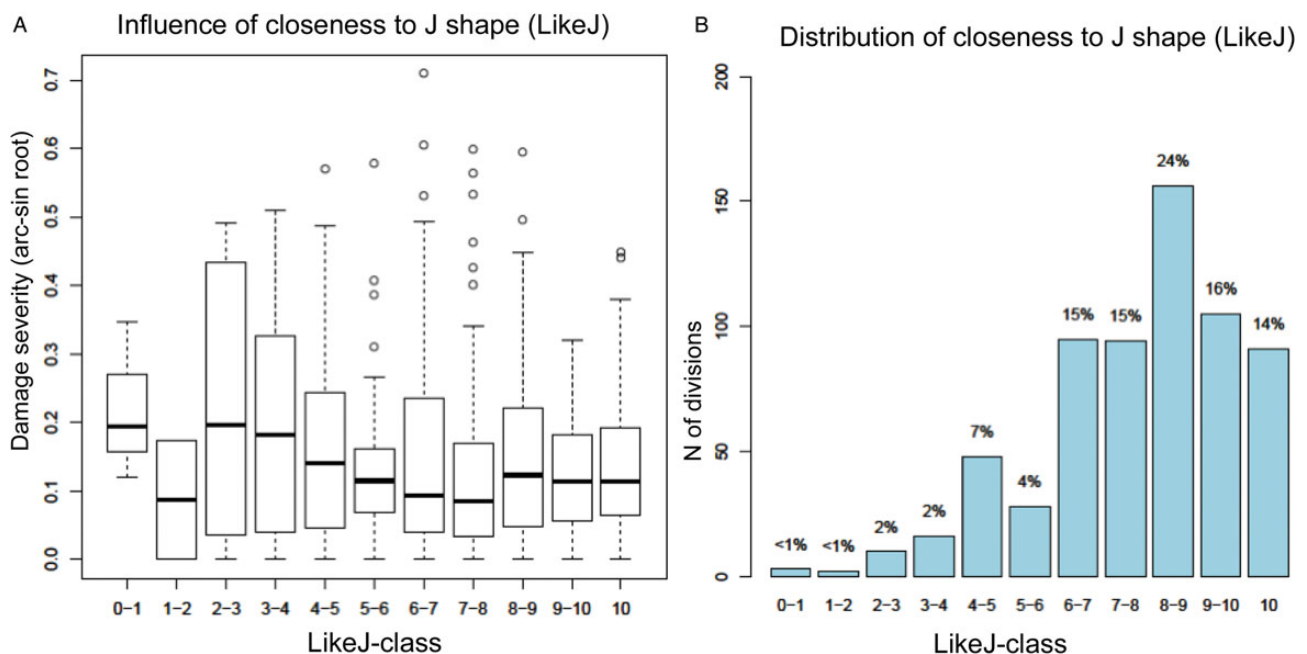 A
Influence of closeness to J shape (LikeJ)
Damage severity (arc-sin root)
0.7
0.6
0.5
0.4
0.3
0.2
0.1
0.0
0–1 1–2 2–3 3–4 4–5 5–6 6–7 7–8 8–9 9–10 10
LikeJ-class
B
Distribution of closeness to J shape (LikeJ)
N of divisions
200
150
100
50
0
<1% <1% 2% 2% 7% 4% 15% 15% 24% 16% 14%
0–1 1–2 2–3 3–4 4–5 5–6 6–7 7–8 8–9 9–10 10
LikeJ-class